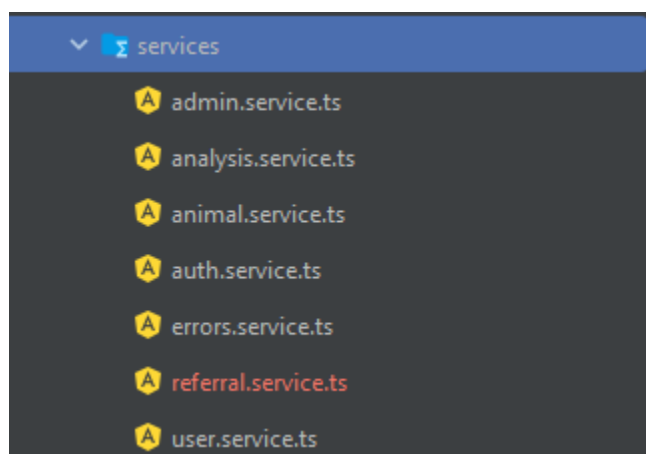 services
admin.service.ts
analysis.service.ts
animal.service.ts
auth.service.ts
errors.service.ts
referral.service.ts
user.service.ts